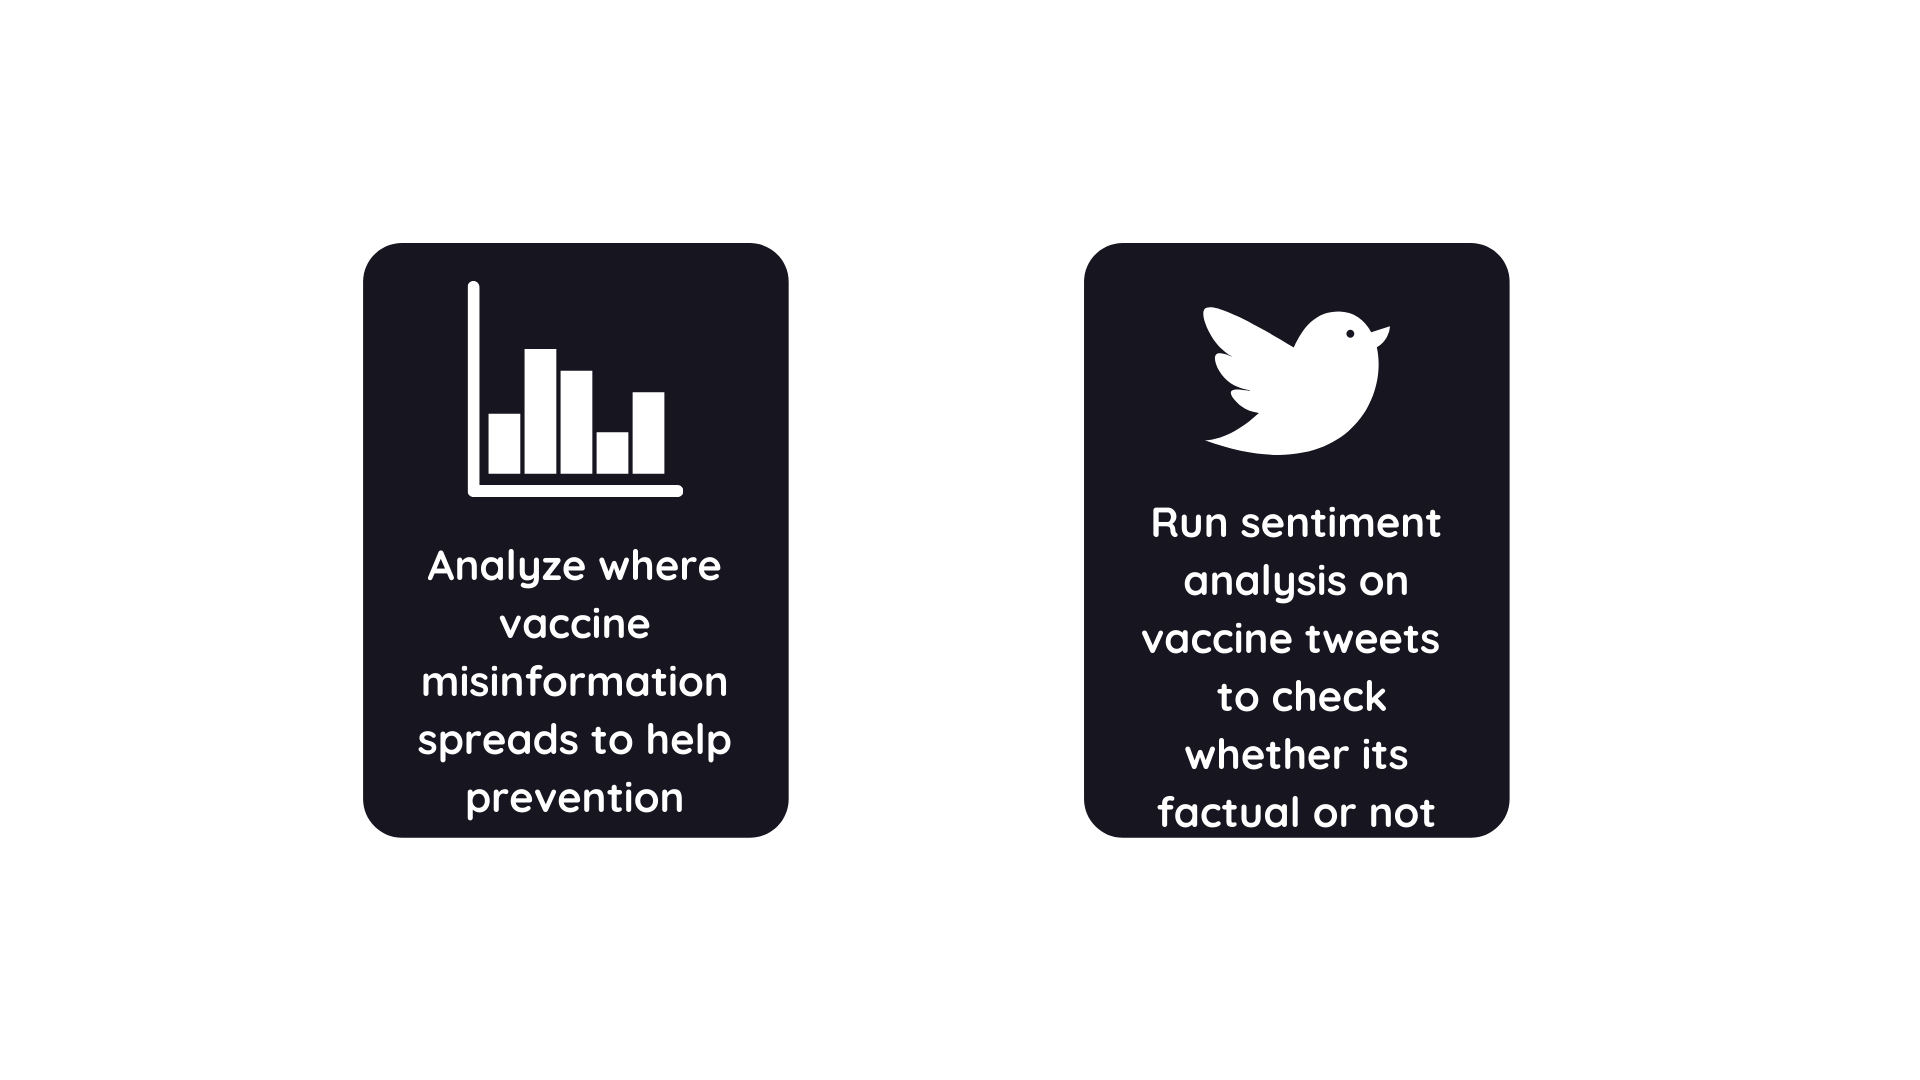 Analyze where
vaccine
misinformation
spreads to help
prevention
Run sentiment
analysis on
vaccine tweets
to check
whether its
factual or not